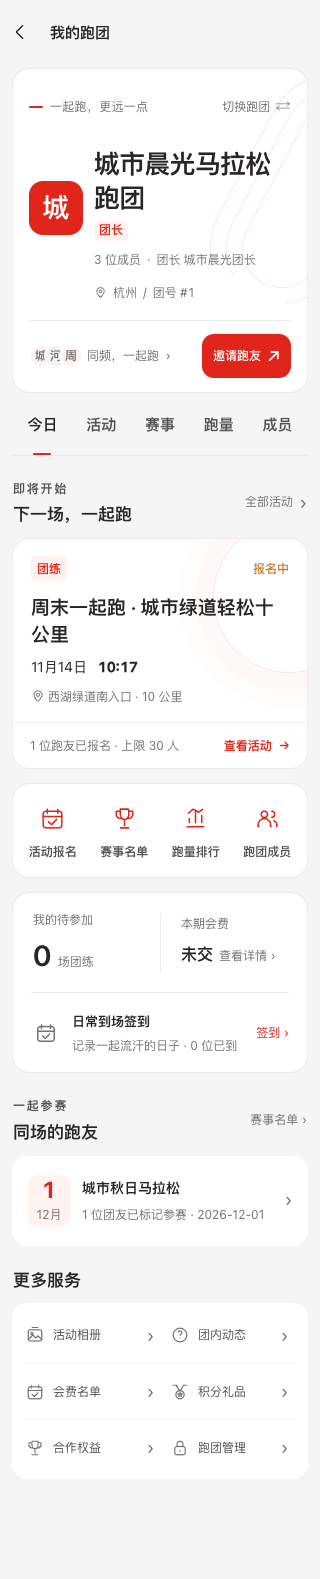 我的跑团
一起跑，更远一点
切换跑团
城
城市晨光马拉松
跑团
团长
3 位成员 · 团长 城市晨光团长
杭州 / 团号 #1
城 河 周 同频，一起跑 ›
邀请跑友
今日 活动 赛事 跑量 成员
即将开始
下一场，一起跑
全部活动 ›
团练
报名中
周末一起跑 · 城市绿道轻松十
公里
11月14日 10:17
西湖绿道南入口 · 10 公里
1 位跑友已报名 · 上限 30 人
查看活动 →
活动报名 赛事名单 跑量排行 跑团成员
我的待参加
0 场团练
本期会费
未交 查看详情 ›
日常到场签到
记录一起流汗的日子 · 0 位已到
签到 ›
一起参赛
同场的跑友
赛事名单 ›
1
12月
城市秋日马拉松
1 位团友已标记参赛 · 2026-12-01
更多服务
活动相册 › 团内动态 ›
会费名单 › 积分礼品 ›
合作权益 › 跑团管理 ›